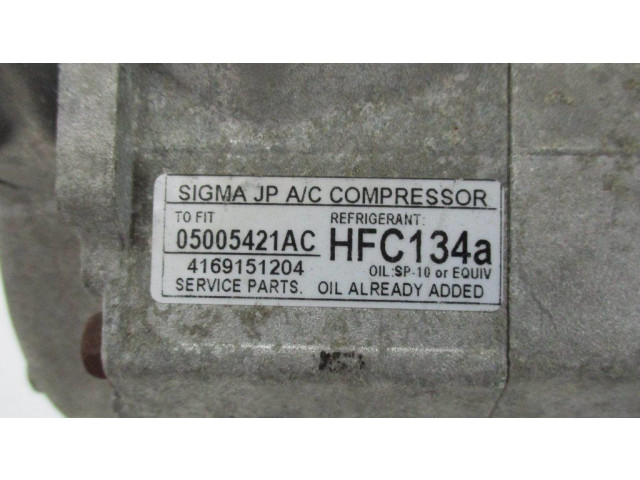 SIGMA JP A/C COMPRESSOR
TO FIT REFRIGERANT:
05005421AC HFC134a
4169151204 OIL:SP-10 or EQUIV
SERVICE PARTS. OIL ALREADY ADDED